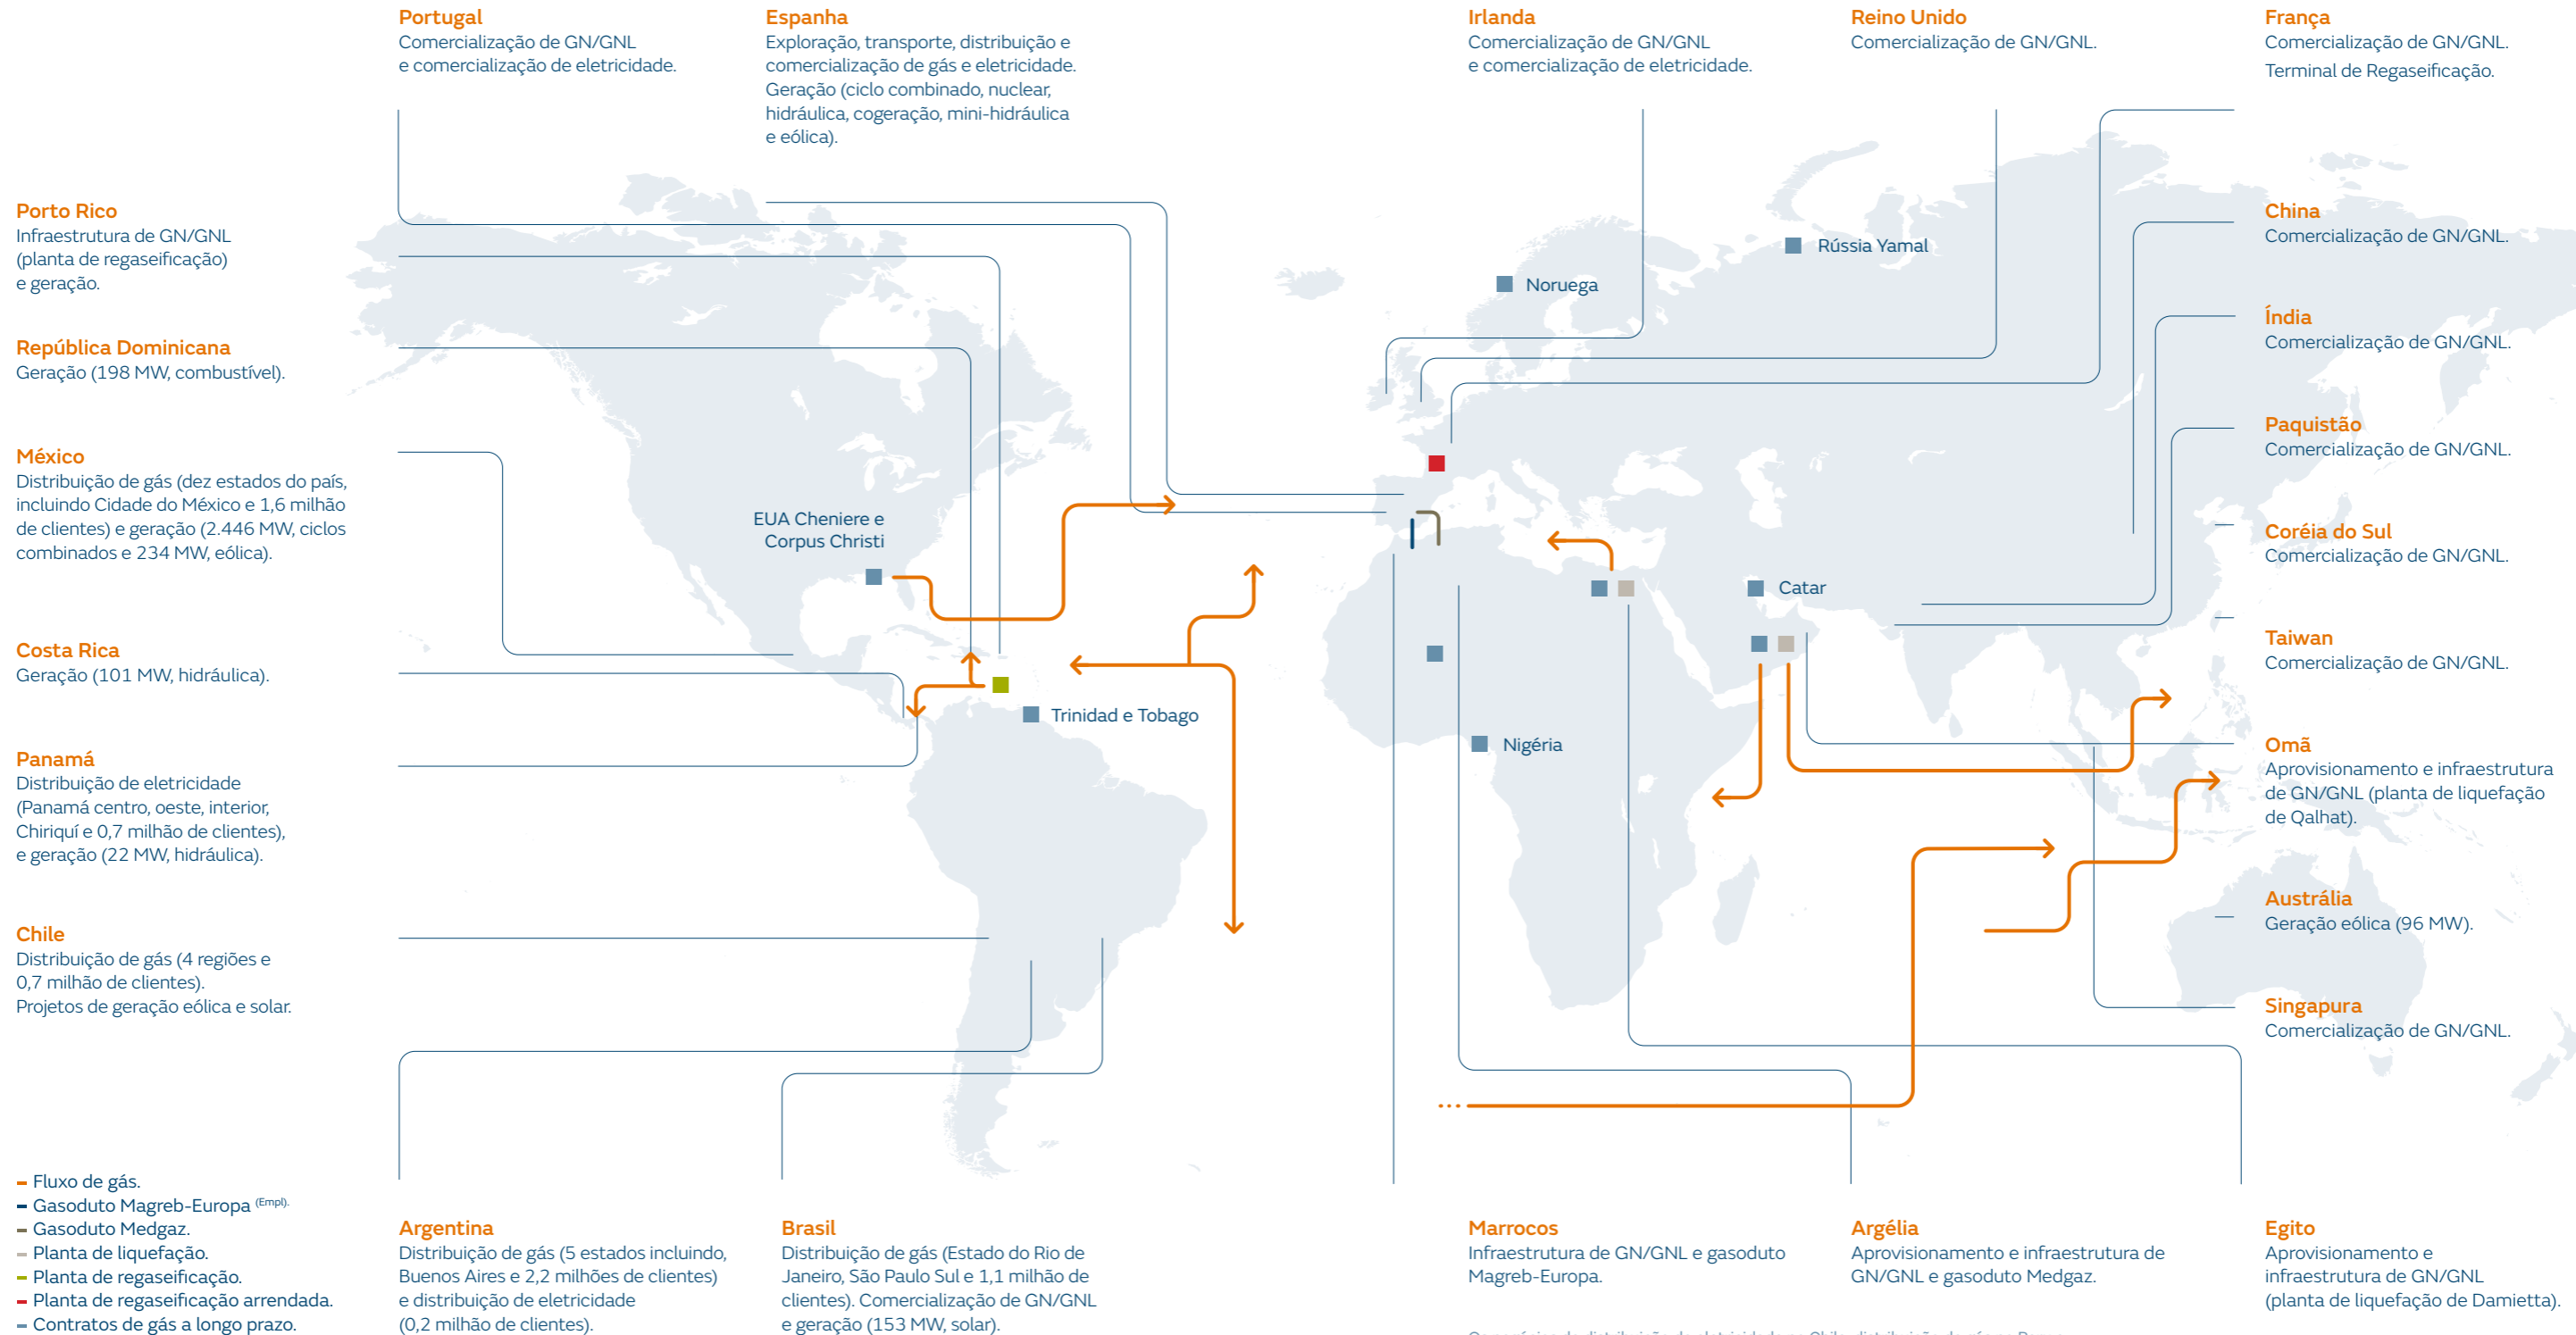 Portugal
Comercialização de GN/GNL
e comercialização de eletricidade.
Espanha
Exploração, transporte, distribuição e
comercialização de gás e eletricidade.
Geração (ciclo combinado, nuclear,
hidráulica, cogeração, mini-hidráulica
e eólica).
Irlanda
Comercialização de GN/GNL
e comercialização de eletricidade.
Reino Unido
Comercialização de GN/GNL.
França
Comercialização de GN/GNL.
Terminal de Regaseificação.
Porto Rico
Infraestrutura de GN/GNL
(planta de regaseificação)
e geração.
República Dominicana
Geração (198 MW, combustível).
México
Distribuição de gás (dez estados do país,
incluindo Cidade do México e 1,6 milhão
de clientes) e geração (2.446 MW, ciclos
combinados e 234 MW, eólica).
Costa Rica
Geração (101 MW, hidráulica).
Panamá
Distribuição de eletricidade
(Panamá centro, oeste, interior,
Chiriquí e 0,7 milhão de clientes),
e geração (22 MW, hidráulica).
Chile
Distribuição de gás (4 regiões e
0,7 milhão de clientes).
Projetos de geração eólica e solar.
EUA Cheniere e
Corpus Christi
Trinidad e Tobago
Noruega
Rússia Yamal
Catar
Nigéria
China
Comercialização de GN/GNL.
Índia
Comercialização de GN/GNL.
Paquistão
Comercialização de GN/GNL.
Coréia do Sul
Comercialização de GN/GNL.
Taiwan
Comercialização de GN/GNL.
Omã
Aprovisionamento e infraestrutura
de GN/GNL (planta de liquefação
de Qalhat).
Austrália
Geração eólica (96 MW).
Singapura
Comercialização de GN/GNL.
Fluxo de gás.
Gasoduto Magreb-Europa (Empl).
Gasoduto Medgaz.
Planta de liquefação.
Planta de regaseificação.
Planta de regaseificação arrendada.
Contratos de gás a longo prazo.
Argentina
Distribuição de gás (5 estados incluindo,
Buenos Aires e 2,2 milhões de clientes)
e distribuição de eletricidade
(0,2 milhão de clientes).
Brasil
Distribuição de gás (Estado do Rio de
Janeiro, São Paulo Sul e 1,1 milhão de
clientes). Comercialização de GN/GNL
e geração (153 MW, solar).
Marrocos
Infraestrutura de GN/GNL e gasoduto
Magreb-Europa.
Argélia
Aprovisionamento e infraestrutura de
GN/GNL e gasoduto Medgaz.
Egito
Aprovisionamento e
infraestrutura de GN/GNL
(planta de liquefação de Damietta).